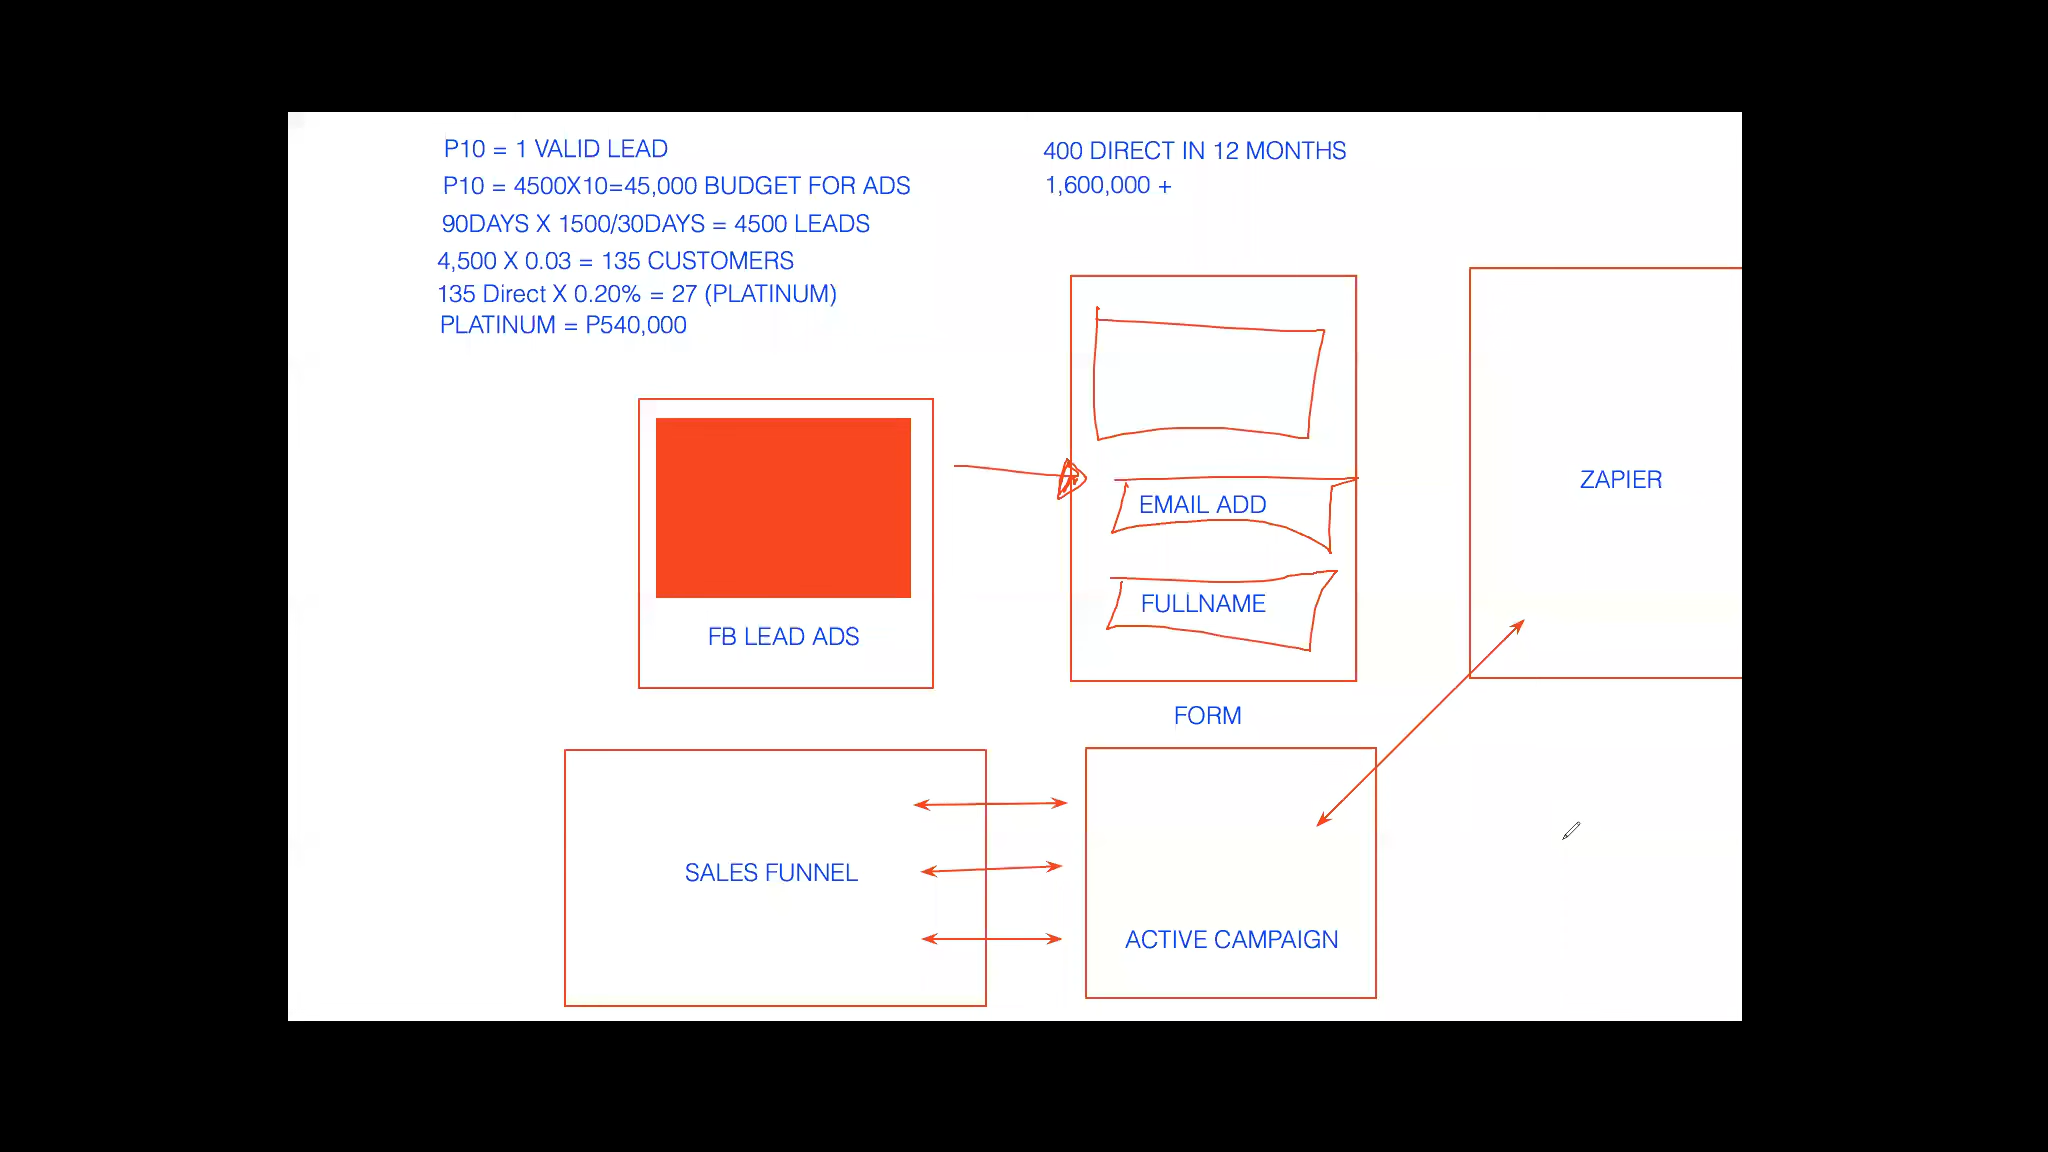 P10 = 1 VALID LEAD
P10 = 4500X10=45,000 BUDGET FOR ADS
90DAYS X 1500/30DAYS = 4500 LEADS
4,500 X 0.03 = 135 CUSTOMERS
135 Direct X 0.20% = 27 (PLATINUM)
PLATINUM = P540,000
400 DIRECT IN 12 MONTHS
1,600,000 +
FB LEAD ADS
EMAIL ADD
FULLNAME
FORM
ZAPIER
SALES FUNNEL
ACTIVE CAMPAIGN